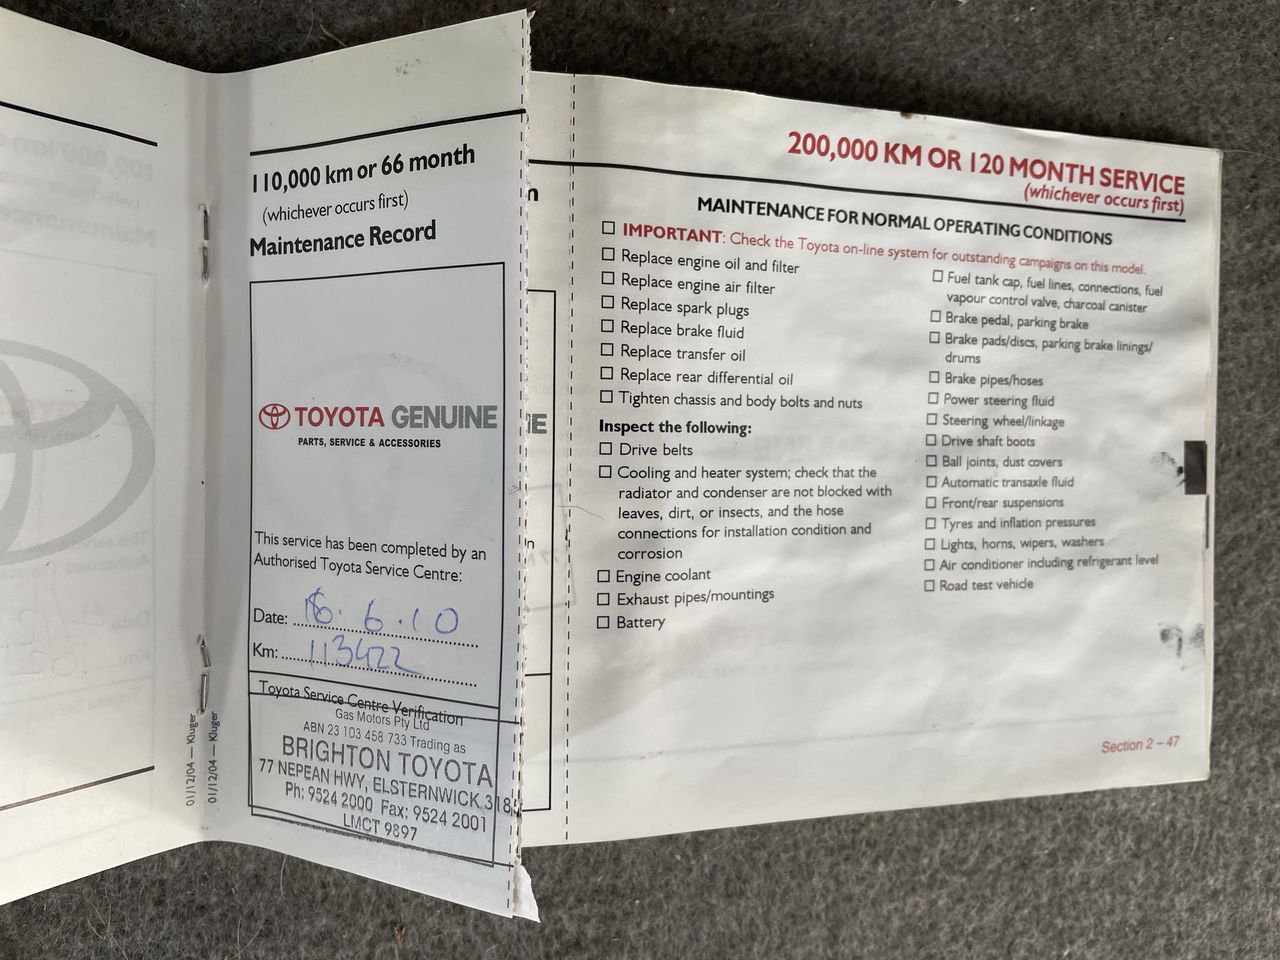 110,000 km or 66 month
(whichever occurs first)
Maintenance Record
TOYOTA GENUINE
PARTS, SERVICE & ACCESSORIES
This service has been completed by an
Authorised Toyota Service Centre:
Date: 6.6.10
Km: 113422
Toyota Service Centre Verification
Gas Motors Pty Ltd
ABN 23 103 458 733 Trading as
BRIGHTON TOYOTA
77 NEPEAN HWY, ELSTERNWICK 3185
Ph: 9524 2000 Fax: 9524 2001
LMCT 9897
01/12/04 — Kluger
01/12/04 — Kluger
n
NE
n
200,000 KM OR 120 MONTH SERVICE
(whichever occurs first)
MAINTENANCE FOR NORMAL OPERATING CONDITIONS
IMPORTANT: Check the Toyota on-line system for outstanding campaigns on this model.
Replace engine oil and filter
Replace engine air filter
Replace spark plugs
Replace brake fluid
Replace transfer oil
Replace rear differential oil
Tighten chassis and body bolts and nuts
Inspect the following:
Drive belts
Cooling and heater system; check that the
radiator and condenser are not blocked with
leaves, dirt, or insects, and the hose
connections for installation condition and
corrosion
Engine coolant
Exhaust pipes/mountings
Battery
Fuel tank cap, fuel lines, connections, fuel
vapour control valve, charcoal canister
Brake pedal, parking brake
Brake pads/discs, parking brake linings/
drums
Brake pipes/hoses
Power steering fluid
Steering wheel/linkage
Drive shaft boots
Ball joints, dust covers
Automatic transaxle fluid
Front/rear suspensions
Tyres and inflation pressures
Lights, horns, wipers, washers
Air conditioner including refrigerant level
Road test vehicle
Section 2 – 47